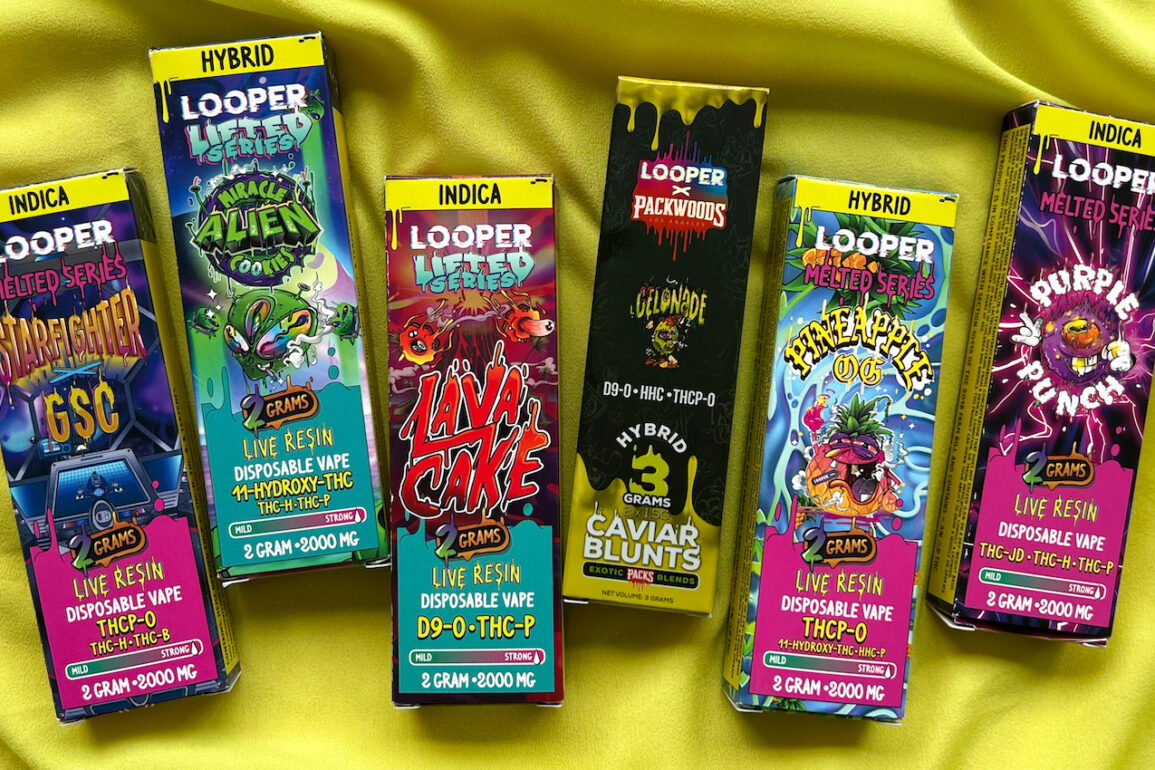 INDICA
LOOPER
MELTED SERIES
STARFIGHTER
X
GSC
2 GRAMS
LIVE RESIN
DISPOSABLE VAPE
THCP-O
THC-H•THC-B
MILD STRONG
2 GRAM•2000 MG
HYBRID
LOOPER
LIFTED
SERIES
MIRACLE
ALIEN
COOKIES
2 GRAMS
LIVE RESIN
DISPOSABLE VAPE
11-HYDROXY-THC
THC-H•THC-P
MILD STRONG
2 GRAM•2000 MG
INDICA
LOOPER
LIFTED
SERIES
LAVA
CAKE
2 GRAMS
LIVE RESIN
DISPOSABLE VAPE
D9-O•THC-P
MILD STRONG
2 GRAM•2000 MG
LOOPER
X
PACKWOODS
LOS ANGELES
D9-O•HHC•THCP-O
HYBRID
3
GRAMS
CAVIAR
BLUNTS
EXOTIC PACKS BLENDS
NET VOLUME: 3 GRAMS
HYBRID
LOOPER
MELTED SERIES
PINEAPPLE
OG
2 GRAMS
LIVE RESIN
DISPOSABLE VAPE
THCP-O
11-HYDROXY-THC•HHC-P
MILD STRONG
2 GRAM•2000 MG
INDICA
LOOPER
MELTED SERIES
PURPLE
PUNCH
2 GRAMS
LIVE RESIN
DISPOSABLE VAPE
THC-JD•THC-H•THC-P
MILD STRONG
2 GRAM•2000 MG